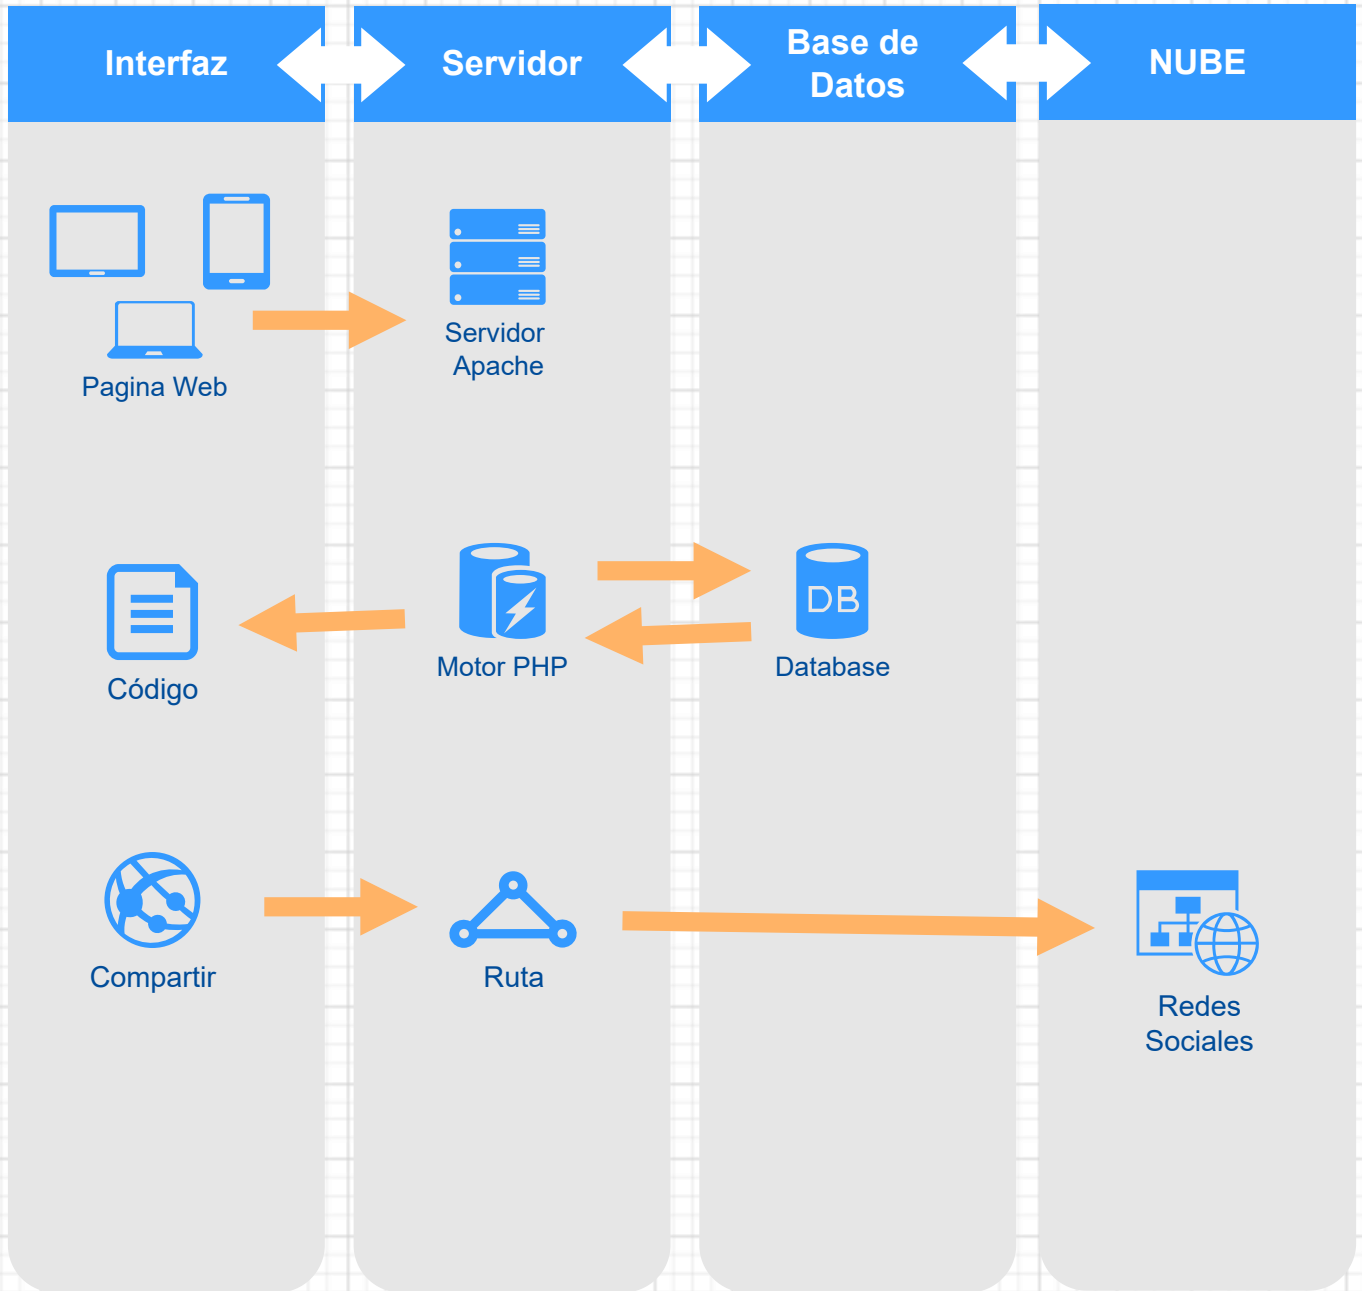 Interfaz
Servidor
Base de
Datos
NUBE
Pagina Web
Servidor
Apache
Código
Motor PHP
DB
Database
Compartir
Ruta
Redes
Sociales